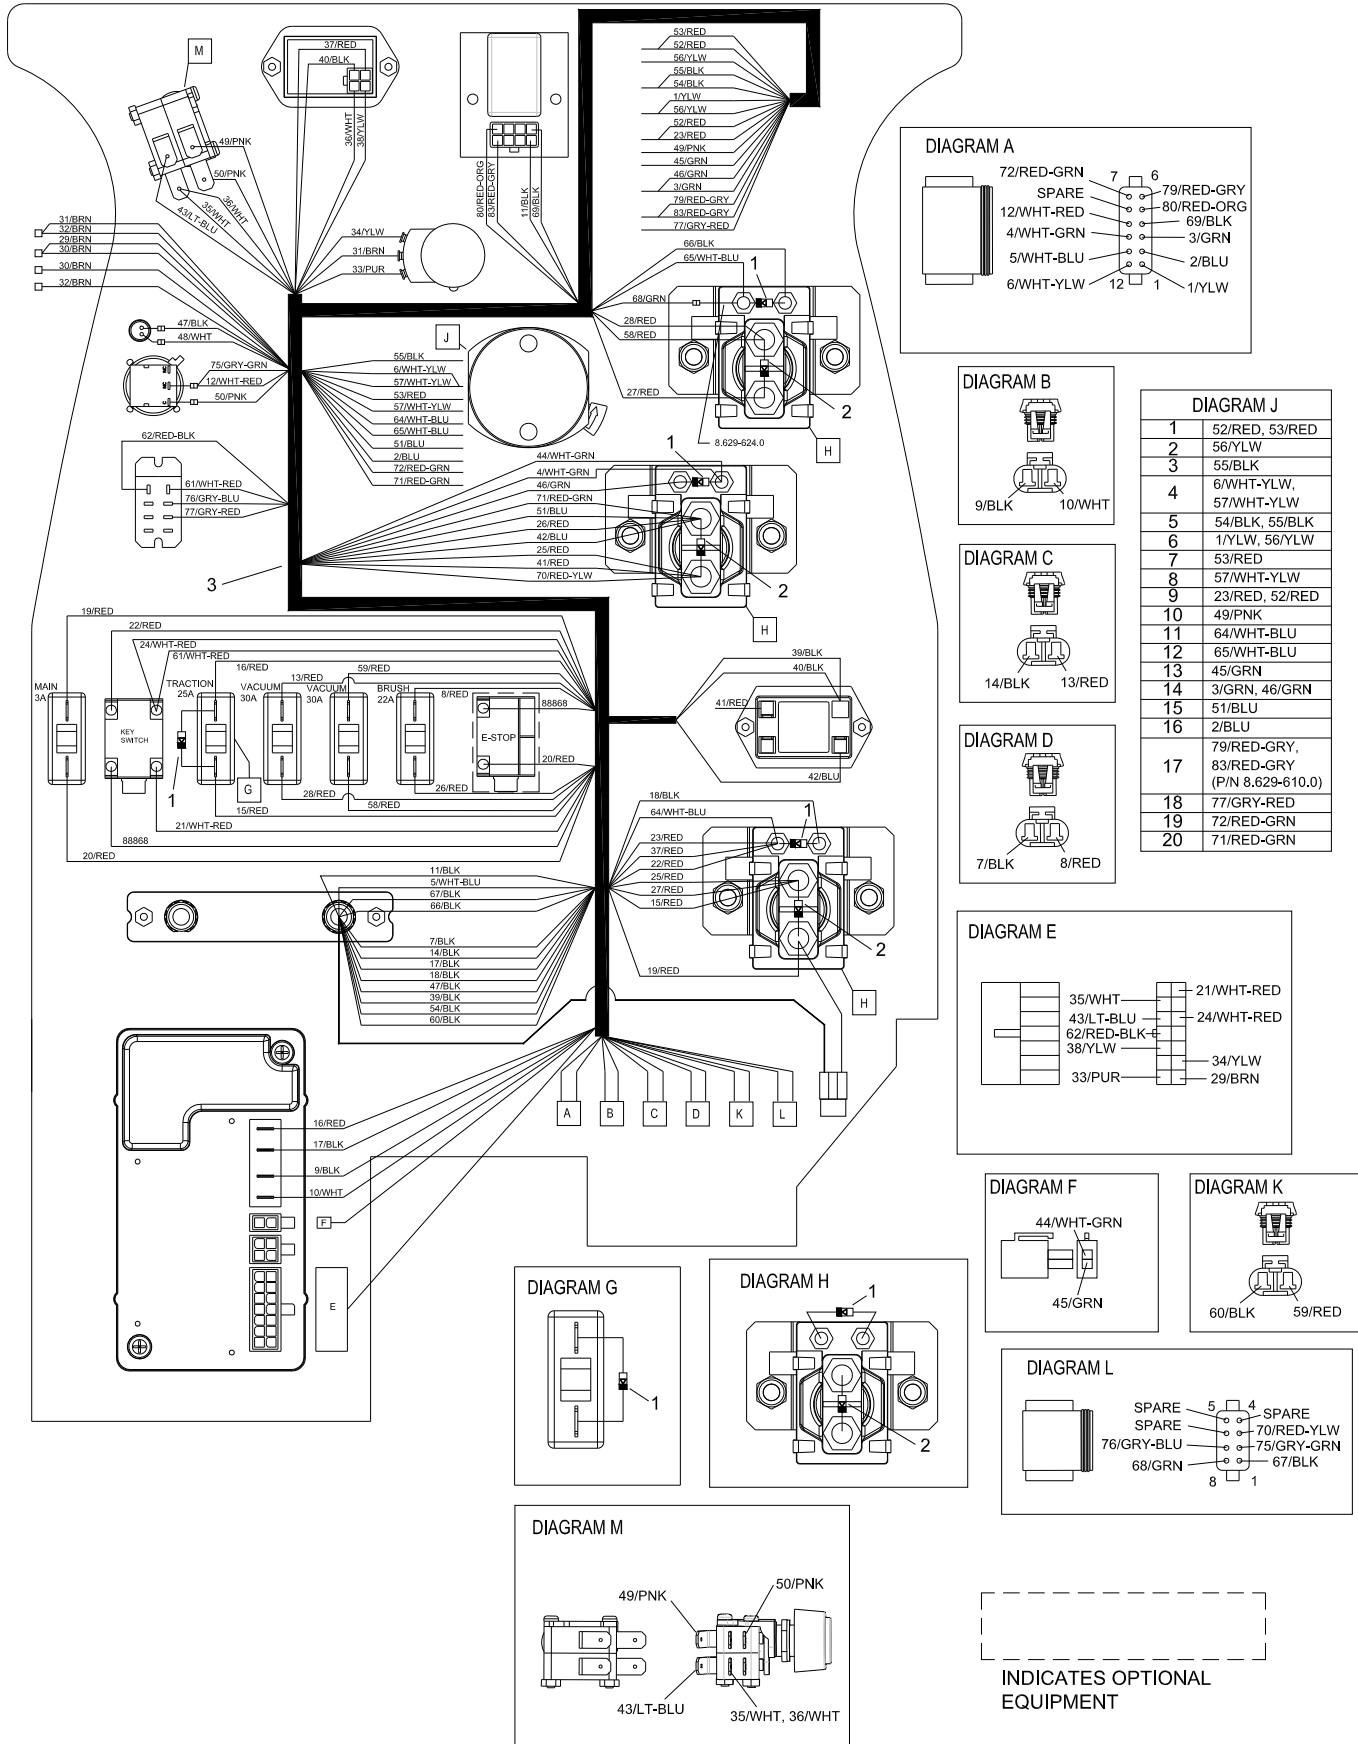 M
37/RED
40/BLK
36/WHT
38/YLW
49/PNK
50/PNK
36/WHT
35/WHT
43/LT-BLU
80/RED-ORG
83/RED-GRY
11/BLK
69/BLK
53/RED
52/RED
56/YLW
55/BLK
54/BLK
1/YLW
56/YLW
52/RED
23/RED
49/PNK
45/GRN
46/GRN
3/GRN
79/RED-GRY
83/RED-GRY
77/GRY-RED
31/BRN
32/BRN
29/BRN
30/BRN
30/BRN
32/BRN
34/YLW
31/BRN
33/PUR
47/BLK
48/WHT
75/GRY-GRN
12/WHT-RED
50/PNK
62/RED-BLK
61/WHT-RED
76/GRY-BLU
77/GRY-RED
J
55/BLK
6/WHT-YLW
57/WHT-YLW
53/RED
57/WHT-YLW
64/WHT-BLU
65/WHT-BLU
51/BLU
2/BLU
72/RED-GRN
71/RED-GRN
66/BLK
65/WHT-BLU
1
68/GRN
28/RED
58/RED
27/RED
2
8.629-624.0
H
44/WHT-GRN
4/WHT-GRN
46/GRN
71/RED-GRN
51/BLU
26/RED
42/BLU
25/RED
41/RED
70/RED-YLW
1
2
H
3
19/RED
22/RED
24/WHT-RED
61/WHT-RED
16/RED
59/RED
13/RED
8/RED
MAIN
3A
KEY
SWITCH
TRACTION
25A
VACUUM
30A
VACUUM
30A
BRUSH
22A
E-STOP
88868
1
G
20/RED
26/RED
28/RED
58/RED
15/RED
21/WHT-RED
88868
20/RED
39/BLK
40/BLK
41/RED
42/BLU
18/BLK
64/WHT-BLU
23/RED
37/RED
22/RED
25/RED
27/RED
15/RED
19/RED
1
2
H
11/BLK
5/WHT-BLU
67/BLK
66/BLK
7/BLK
14/BLK
17/BLK
18/BLK
47/BLK
39/BLK
54/BLK
60/BLK
A
B
C
D
K
L
16/RED
17/BLK
9/BLK
10/WHT
F
E
DIAGRAM A
72/RED-GRN
7
6
79/RED-GRY
SPARE
80/RED-ORG
12/WHT-RED
69/BLK
4/WHT-GRN
3/GRN
5/WHT-BLU
2/BLU
6/WHT-YLW
12
1
1/YLW
DIAGRAM B
9/BLK
10/WHT
DIAGRAM C
14/BLK
13/RED
DIAGRAM D
7/BLK
8/RED
DIAGRAM J
1 52/RED, 53/RED
2 56/YLW
3 55/BLK
4 6/WHT-YLW,
57/WHT-YLW
5 54/BLK, 55/BLK
6 1/YLW, 56/YLW
7 53/RED
8 57/WHT-YLW
9 23/RED, 52/RED
10 49/PNK
11 64/WHT-BLU
12 65/WHT-BLU
13 45/GRN
14 3/GRN, 46/GRN
15 51/BLU
16 2/BLU
17 79/RED-GRY,
83/RED-GRY
(P/N 8.629-610.0)
18 77/GRY-RED
19 72/RED-GRN
20 71/RED-GRN
DIAGRAM E
21/WHT-RED
35/WHT
43/LT-BLU
24/WHT-RED
62/RED-BLK
38/YLW
34/YLW
33/PUR
29/BRN
DIAGRAM F
44/WHT-GRN
45/GRN
DIAGRAM K
60/BLK
59/RED
DIAGRAM G
1
DIAGRAM H
1
2
DIAGRAM L
SPARE
5
4
SPARE
SPARE
70/RED-YLW
76/GRY-BLU
75/GRY-GRN
68/GRN
67/BLK
8
1
DIAGRAM M
49/PNK
50/PNK
43/LT-BLU
35/WHT, 36/WHT
INDICATES OPTIONAL
EQUIPMENT